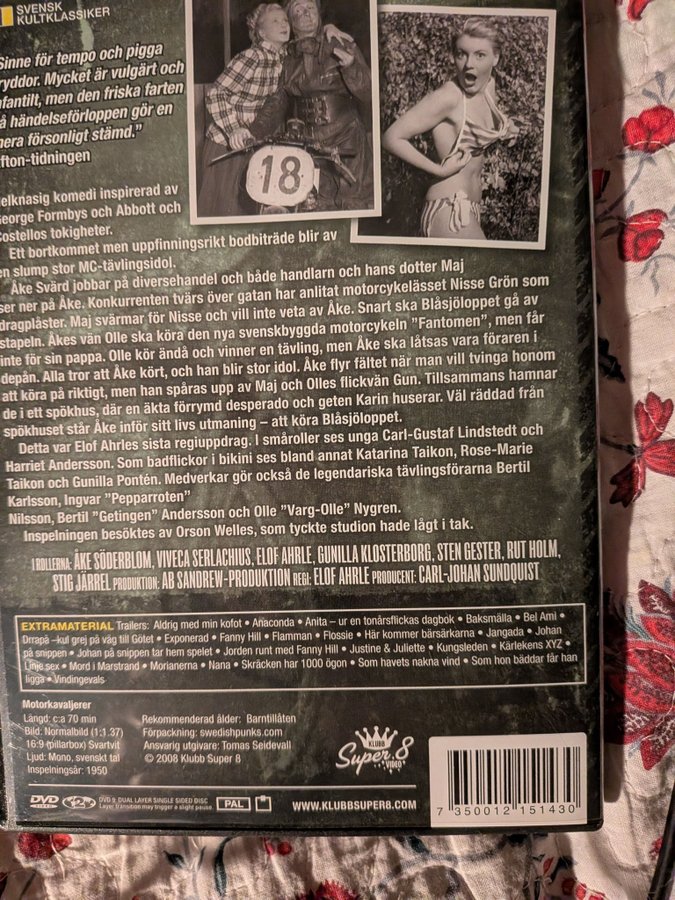 SVENSK
KULTKLASSIKER
Sinne för tempo och pigga
ryddor. Mycket är vulgärt och
nfantilt, men den friska farten
å händelseförloppen gör en
nera försonligt stämd.”
fton-tidningen
elknasig komedi inspirerad av
George Formbys och Abbott och
Costellos tokigheter.
Ett bortkommet men uppfinningsrikt bodbiträde blir av
en slump stor MC-tävlingsidol.
Åke Svärd jobbar på diversehandel och både handlarn och hans dotter Maj
ser ner på Åke. Konkurrenten tvärs över gatan har anlitat motorcykelässet Nisse Grön som
dragplåster. Maj svärmar för Nisse och vill inte veta av Åke. Snart ska Blåsjöloppet gå av
stapeln. Åkes vän Olle ska köra den nya svenskbyggda motorcykeln ”Fantomen”, men får
inte för sin pappa. Olle kör ändå och vinner en tävling, men Åke ska låtsas vara föraren i
depån. Alla tror att Åke kört, och han blir stor idol. Åke flyr fältet när man vill tvinga honom
att köra på riktigt, men han spåras upp av Maj och Olles flickvän Gun. Tillsammans hamnar
de i ett spökhus, där en äkta förrymd desperado och geten Karin huserar. Väl räddad från
spökhuset står Åke inför sitt livs utmaning – att köra Blåsjöloppet.
Detta var Elof Ahrles sista regiuppdrag. I småroller ses unga Carl-Gustaf Lindstedt och
Harriet Andersson. Som badflickor i bikini ses bland annat Katarina Taikon, Rose-Marie
Taikon och Gunilla Pontén. Medverkar gör också de legendariska tävlingsförarna Bertil
Karlsson, Ingvar ”Pepparroten”
Nilsson, Bertil ”Getingen” Andersson och Olle ”Varg-Olle” Nygren.
Inspelningen besöktes av Orson Welles, som tyckte studion hade lågt i tak.
I ROLLERNA: ÅKE SÖDERBLOM, VIVECA SERLACHIUS, ELOF AHRLE, GUNILLA KLOSTERBORG, STEN GESTER, RUT HOLM,
STIG JÄRREL PRODUKTION: AB SANDREW-PRODUKTION REGI: ELOF AHRLE PRODUCENT: CARL-JOHAN SUNDQUIST
EXTRAMATERIAL Trailers: Aldrig med min kofot • Anaconda • Anita – ur en tonårsflickas dagbok • Baksmälla • Bel Ami •
Drrapå –kul grej på väg till Götet • Exponerad • Fanny Hill • Flamman • Flossie • Här kommer bärsärkarna • Jangada • Johan
på snippen • Johan på snippen tar hem spelet • Jorden runt med Fanny Hill • Justine & Juliette • Kungsleden • Kärlekens XYZ •
Linje sex • Mord i Marstrand • Morianerna • Nana • Skräcken har 1000 ögon • Som havets nakna vind • Som hon bäddar får han
ligga • Vindingevals
Motorkavaljerer
Längd: c:a 70 min
Bild: Normalbild (1:1.37)
16:9 (pillarbox) Svartvit
Ljud: Mono, svenskt tal
Inspelningsår: 1950
Rekommenderad ålder: Barntillåten
Förpackning: swedishpunks.com
Ansvarig utgivare: Tomas Seidevall
© 2008 Klubb Super 8
KLUBB
Super 8
VIDEO
DVD VIDEO 2 DVD 9. DUAL LAYER SINGLE SIDED DISC
Layer transition may trigger a slight pause.
PAL
WWW.KLUBBSUPER8.COM
7 350012 151430
18